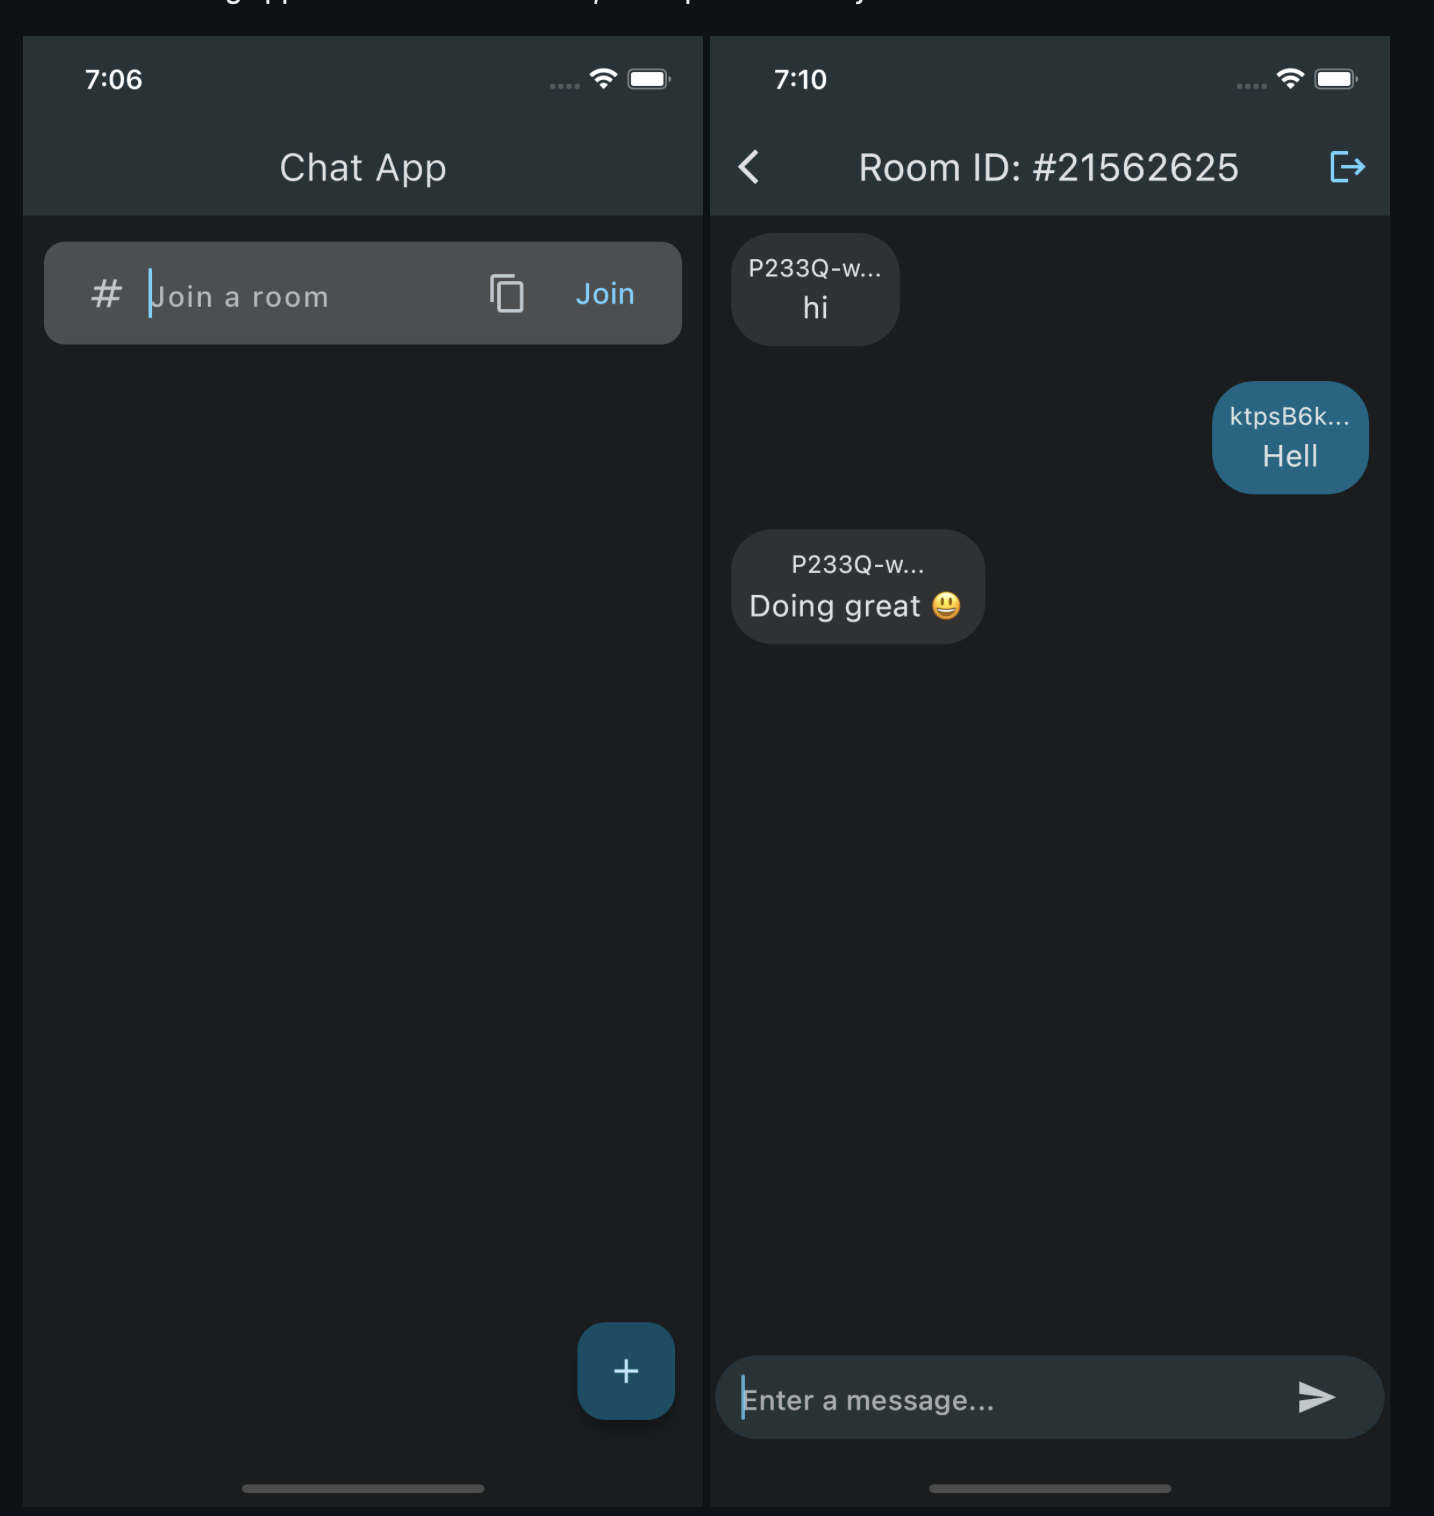 7:06
Chat App
# Join a room Join
+
7:10
Room ID: #21562625
P233Q-w...
hi
ktpsB6k...
Hell
P233Q-w...
Doing great 😃
Enter a message...